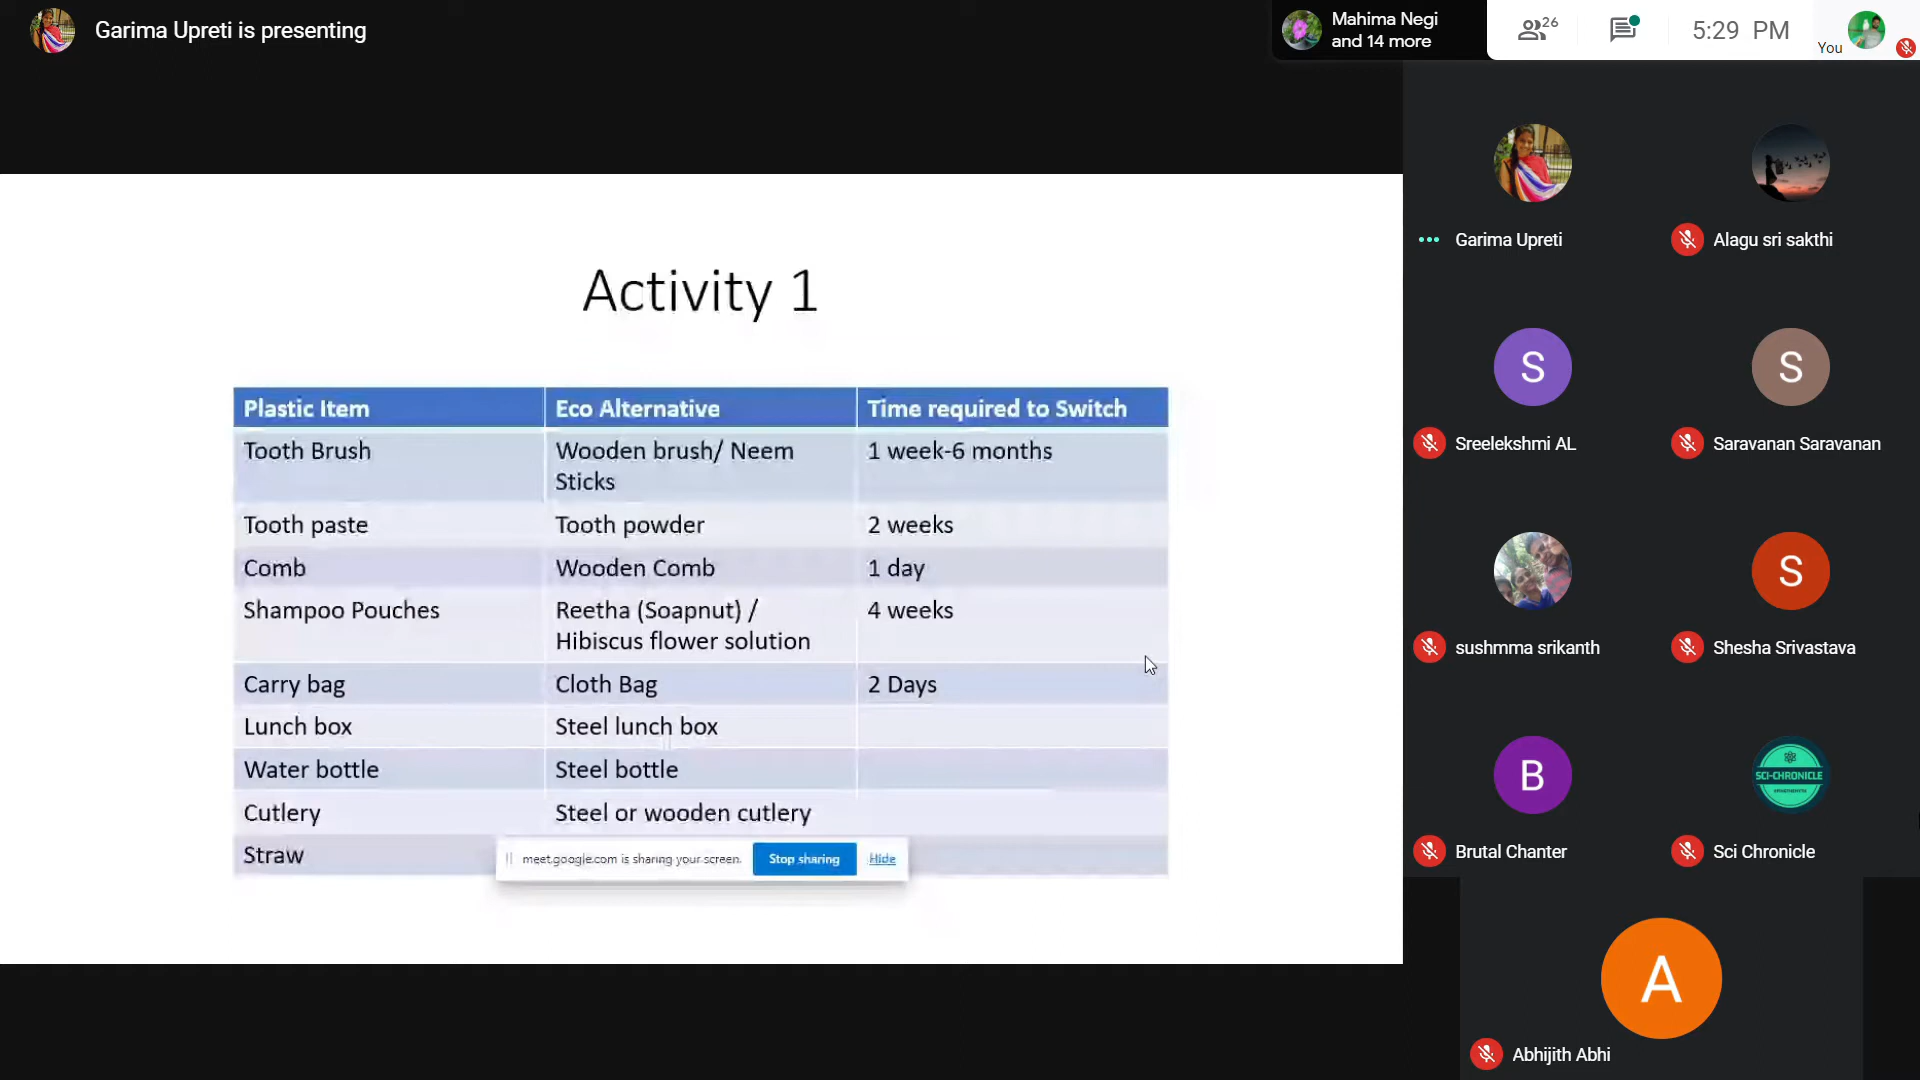 Garima Upreti is presenting
Mahima Negi
and 14 more
26
5:29 PM
You
Activity 1
Plastic Item Eco Alternative Time required to Switch
Tooth Brush Wooden brush/ Neem 1 week-6 months
Sticks
Tooth paste Tooth powder 2 weeks
Comb Wooden Comb 1 day
Shampoo Pouches Reetha (Soapnut) / 4 weeks
Hibiscus flower solution
Carry bag Cloth Bag 2 Days
Lunch box Steel lunch box
Water bottle Steel bottle
Cutlery Steel or wooden cutlery
Straw
meet.google.com is sharing your screen. Stop sharing Hide
Garima Upreti
Alagu sri sakthi
S
S
Sreelekshmi AL
Saravanan Saravanan
S
sushmma srikanth
Shesha Srivastava
B
SCI-CHRONICLE
Brutal Chanter
Sci Chronicle
A
Abhijith Abhi